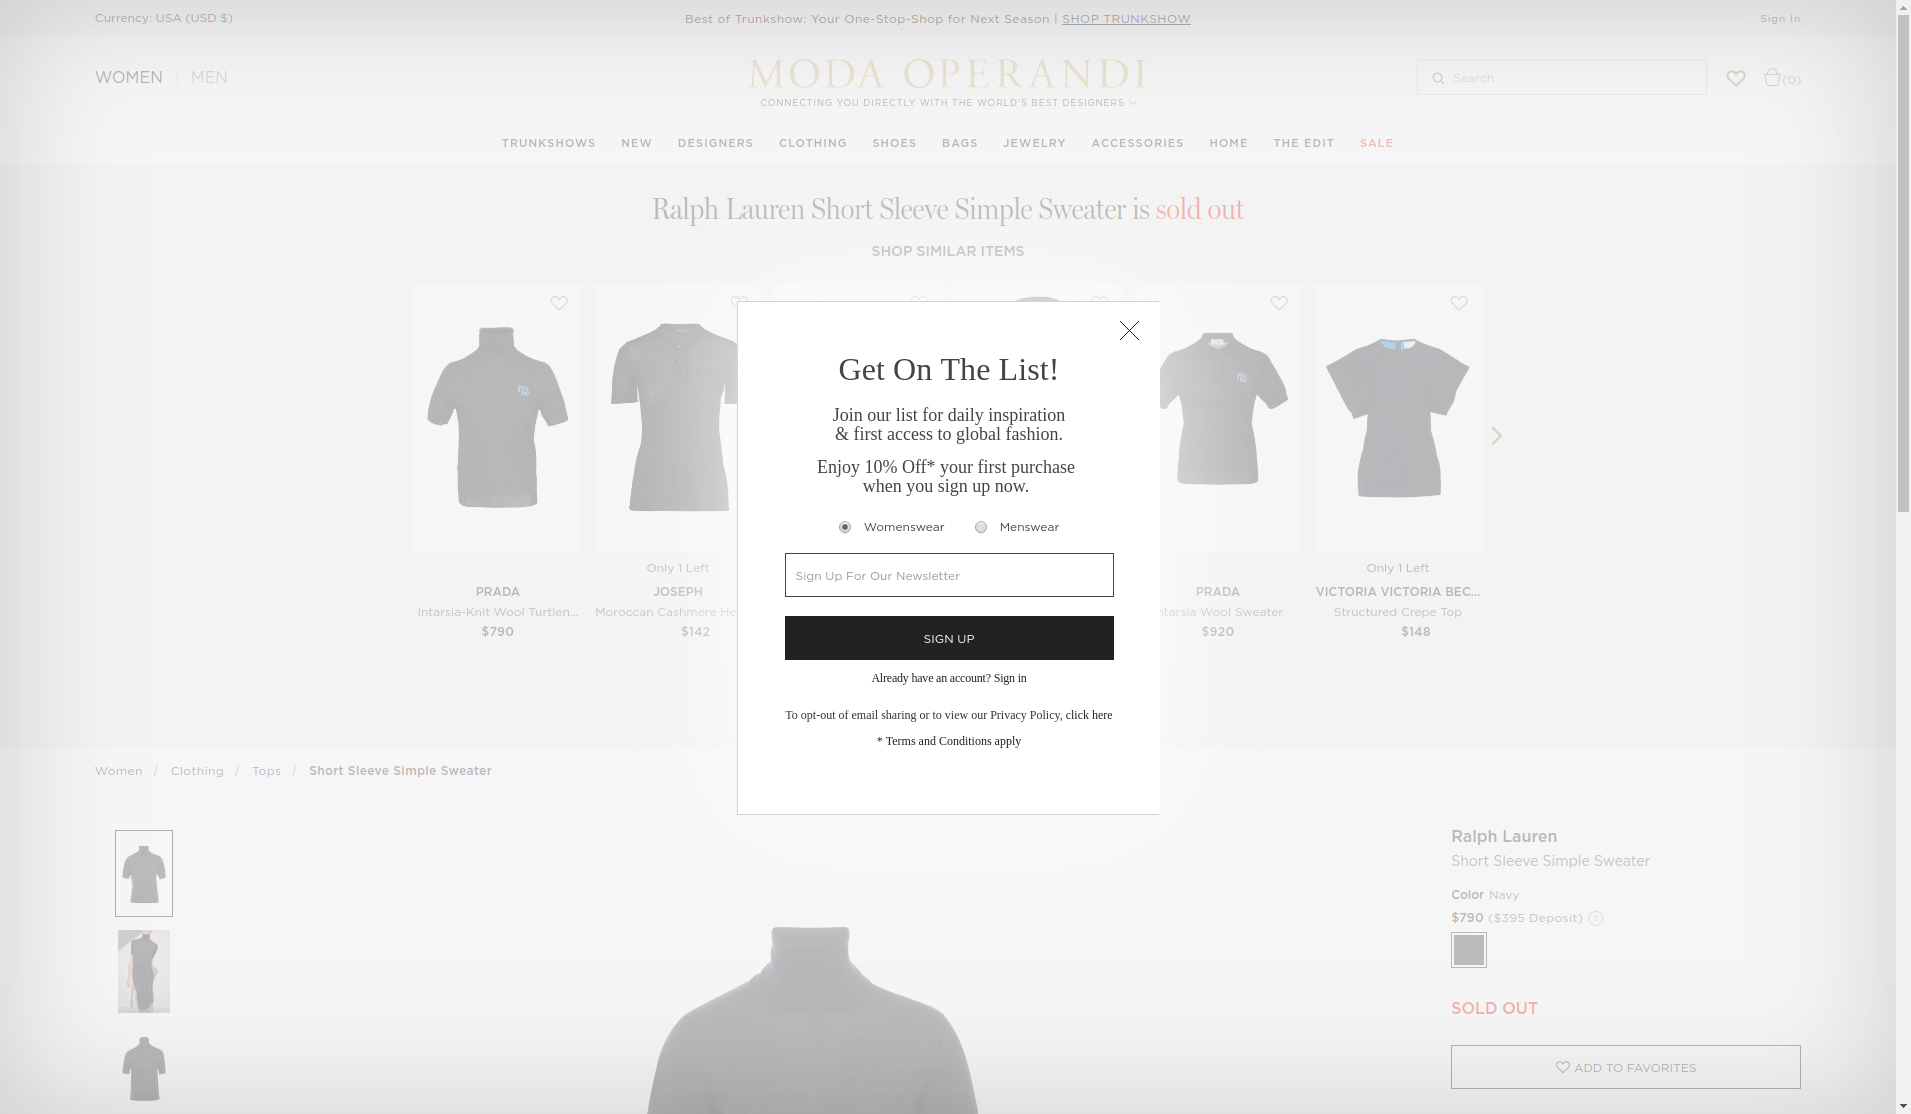 Currency: USA (USD $)
Best of Trunkshow: Your One-Stop-Shop for Next Season | SHOP TRUNKSHOW
Sign In
WOMEN | MEN
MODA OPERANDI
Search
(0)
CONNECTING YOU DIRECTLY WITH THE WORLD'S BEST DESIGNERS
TRUNKSHOWS NEW DESIGNERS CLOTHING SHOES BAGS JEWELRY ACCESSORIES HOME THE EDIT SALE
Ralph Lauren Short Sleeve Simple Sweater is sold out
SHOP SIMILAR ITEMS
Get On The List!
Join our list for daily inspiration
& first access to global fashion.
Enjoy 10% Off* your first purchase
when you sign up now.
Womenswear Menswear
Sign Up For Our Newsletter
SIGN UP
Already have an account? Sign in
To opt-out of email sharing or to view our Privacy Policy, click here
* Terms and Conditions apply
PRADA
Intarsia-Knit Wool Turtlen...
$790
Only 1 Left
JOSEPH
Moroccan Cashmere
$142
PRADA
Wool Sweater
$920
Only 1 Left
VICTORIA VICTORIA BEC...
Structured Crepe Top
$148
Women / Clothing / Tops / Short Sleeve Simple Sweater
Ralph Lauren
Short Sleeve Simple Sweater
Color Navy
$790 ($395 Deposit) ?
SOLD OUT
ADD TO FAVORITES